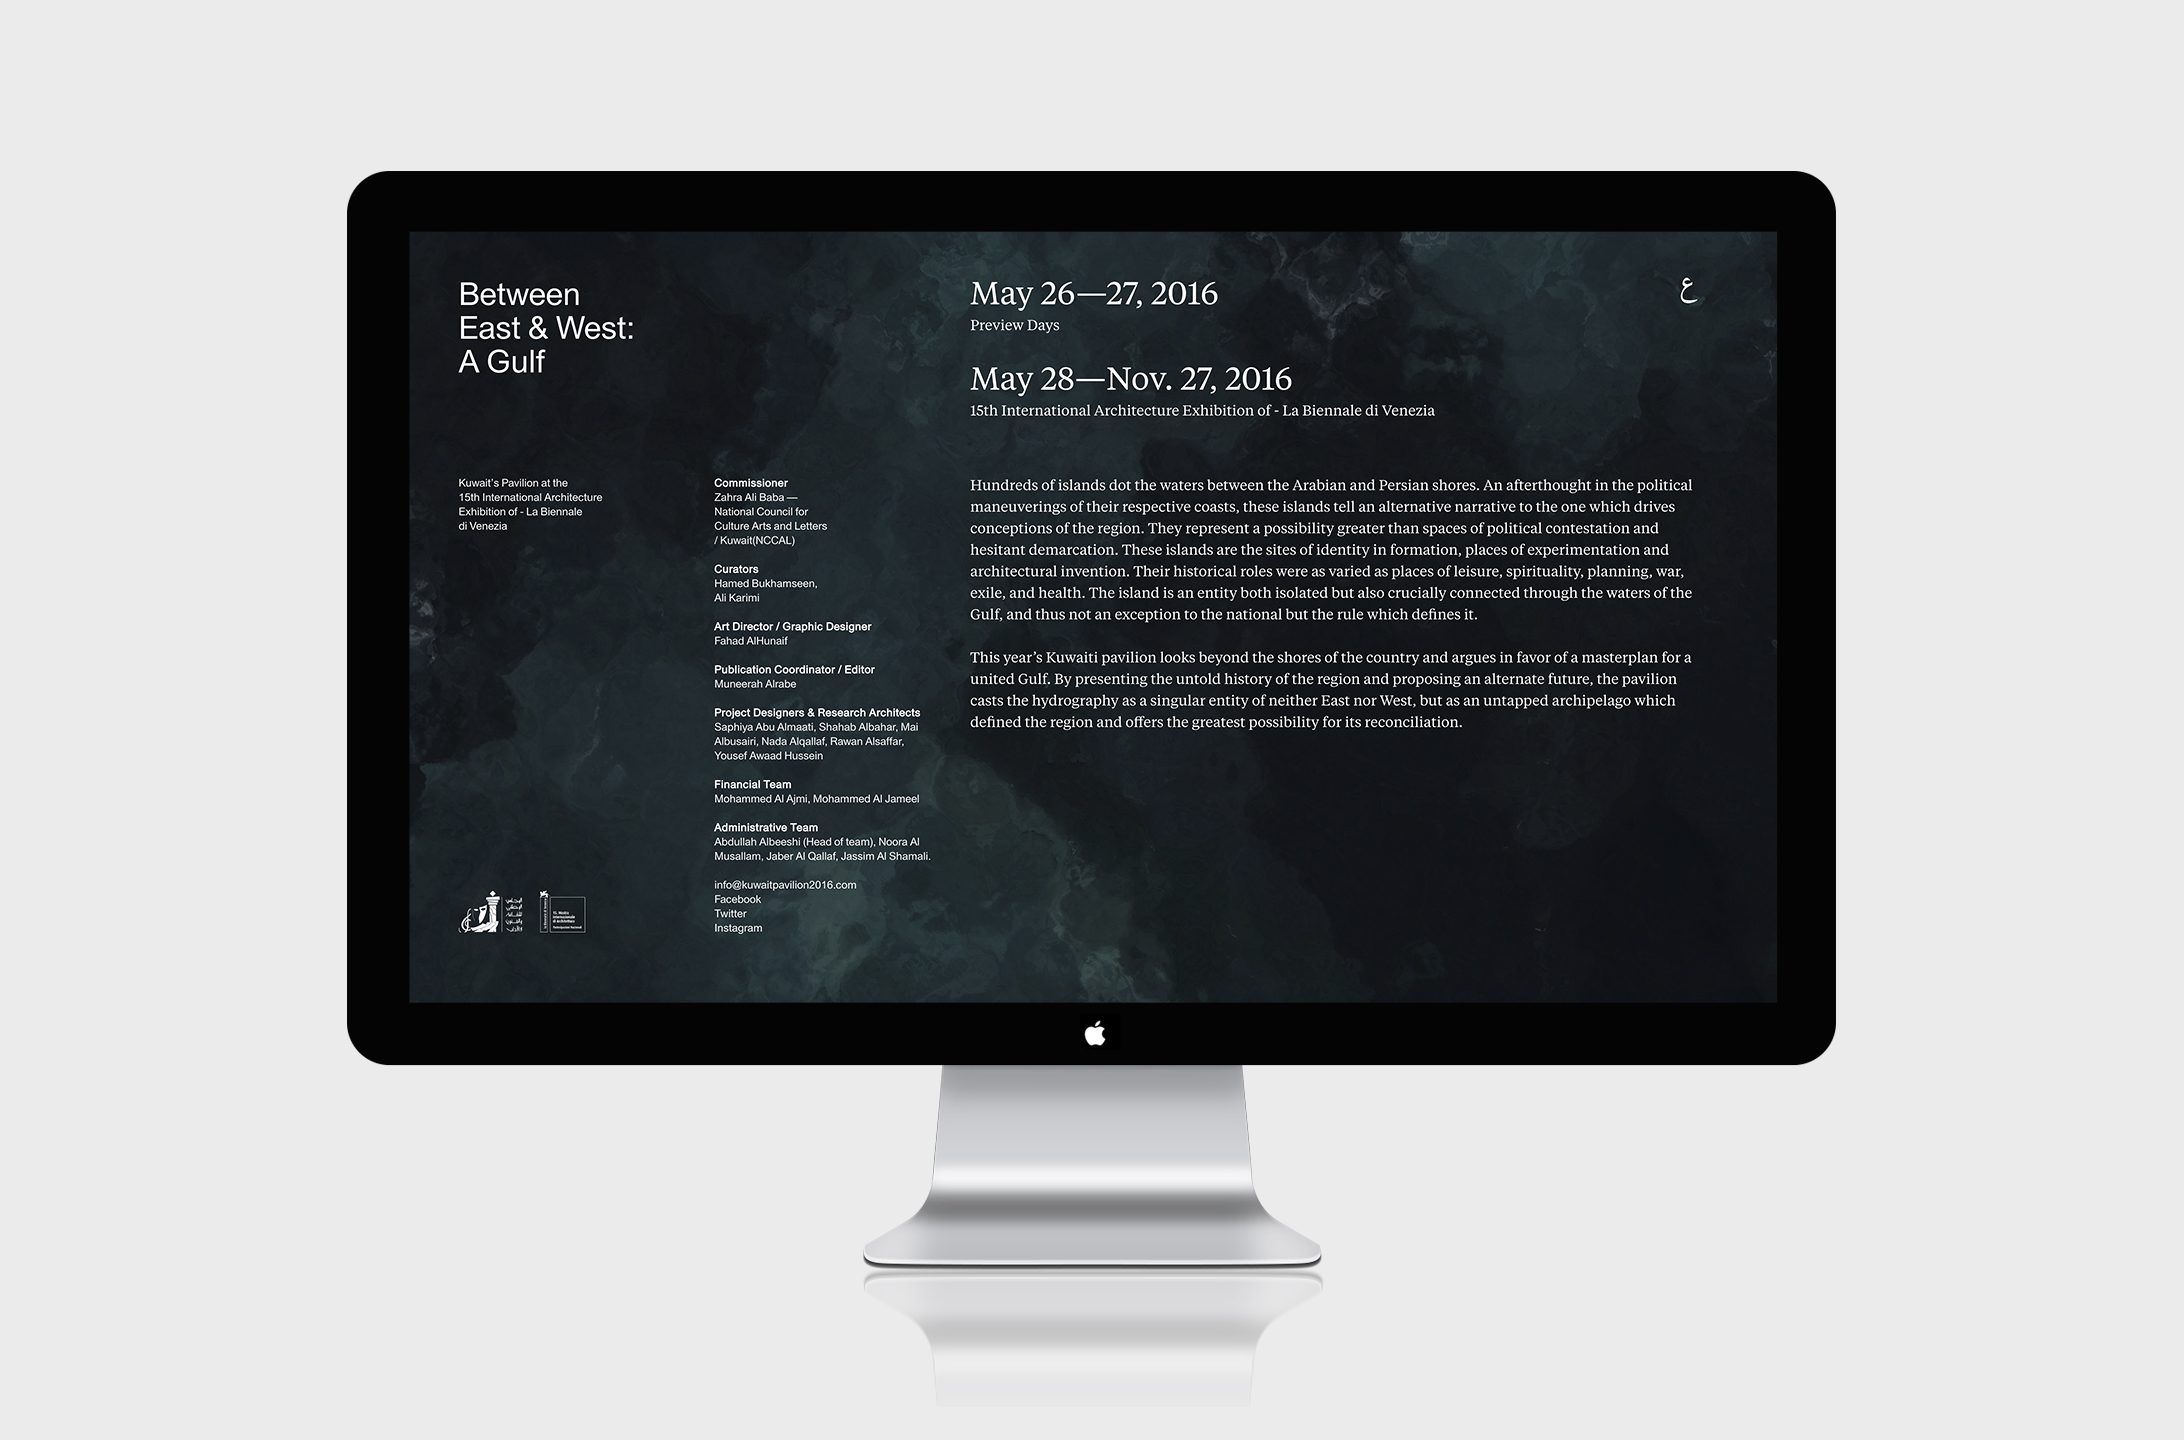 Between
East & West:
A Gulf
Kuwait's Pavilion at the
15th International Architecture
Exhibition of - La Biennale
di Venezia
Commissioner
Zahra Ali Baba —
National Council for
Culture Arts and Letters
/ Kuwait(NCCAL)
Curators
Hamed Bukhamseen,
Ali Karimi
Art Director / Graphic Designer
Fahad AlHunaif
Publication Coordinator / Editor
Muneerah Alrabe
Project Designers & Research Architects
Saphiya Abu Almaati, Shahab Albahar, Mai
Albusairi, Nada Alqallaf, Rawan Alsaffar,
Yousef Awaad Hussein
Financial Team
Mohammed Al Ajmi, Mohammed Al Jameel
Administrative Team
Abdullah Albeeshi (Head of team), Noora Al
Musallam, Jaber Al Qallaf, Jassim Al Shamali.
info@kuwaitpavilion2016.com
Facebook
Twitter
Instagram
May 26—27, 2016
Preview Days
May 28—Nov. 27, 2016
15th International Architecture Exhibition of - La Biennale di Venezia
Hundreds of islands dot the waters between the Arabian and Persian shores. An afterthought in the political
maneuverings of their respective coasts, these islands tell an alternative narrative to the one which drives
conceptions of the region. They represent a possibility greater than spaces of political contestation and
hesitant demarcation. These islands are the sites of identity in formation, places of experimentation and
architectural invention. Their historical roles were as varied as places of leisure, spirituality, planning, war,
exile, and health. The island is an entity both isolated but also crucially connected through the waters of the
Gulf, and thus not an exception to the national but the rule which defines it.
This year's Kuwaiti pavilion looks beyond the shores of the country and argues in favor of a masterplan for a
united Gulf. By presenting the untold history of the region and proposing an alternate future, the pavilion
casts the hydrography as a singular entity of neither East nor West, but as an untapped archipelago which
defined the region and offers the greatest possibility for its reconciliation.
ع